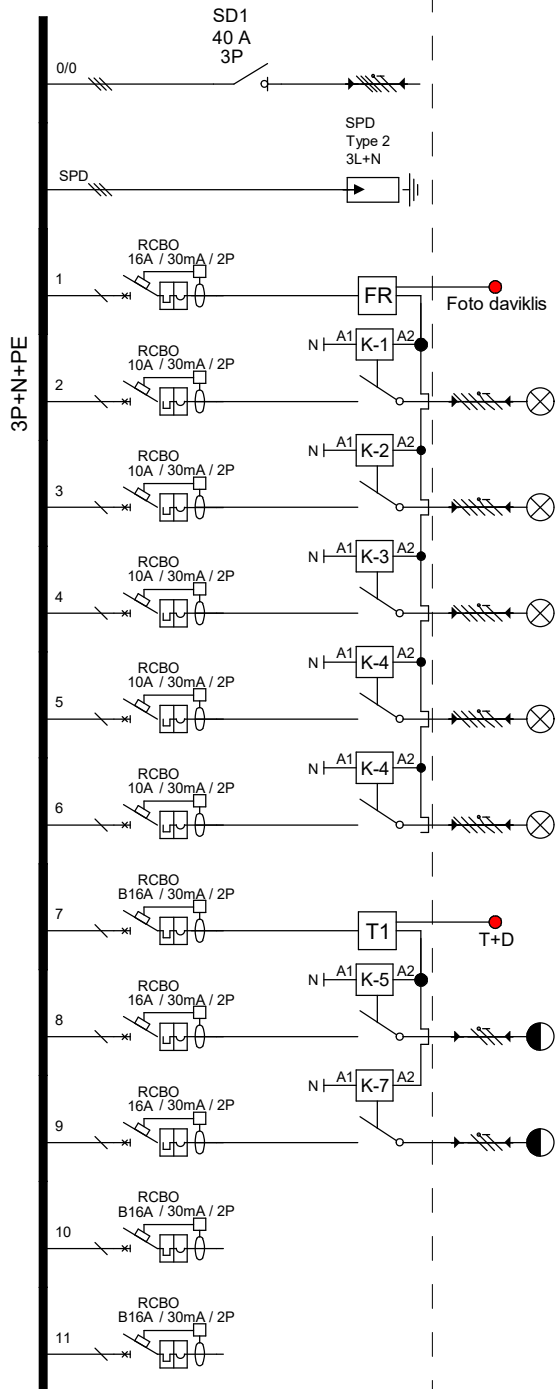 SD1
40 A
3P
0/0
SPD
Type 2
3L+N
SPD
3P+N+PE
RCBO
16A / 30mA / 2P
1
FR
Foto daviklis
N A1 K-1 A2
RCBO
10A / 30mA / 2P
2
N A1 K-2 A2
RCBO
10A / 30mA / 2P
3
N A1 K-3 A2
RCBO
10A / 30mA / 2P
4
N A1 K-4 A2
RCBO
10A / 30mA / 2P
5
N A1 K-4 A2
RCBO
10A / 30mA / 2P
6
RCBO
B16A / 30mA / 2P
7
T1
T+D
N A1 K-5 A2
RCBO
16A / 30mA / 2P
8
N A1 K-7 A2
RCBO
16A / 30mA / 2P
9
RCBO
B16A / 30mA / 2P
10
RCBO
B16A / 30mA / 2P
11